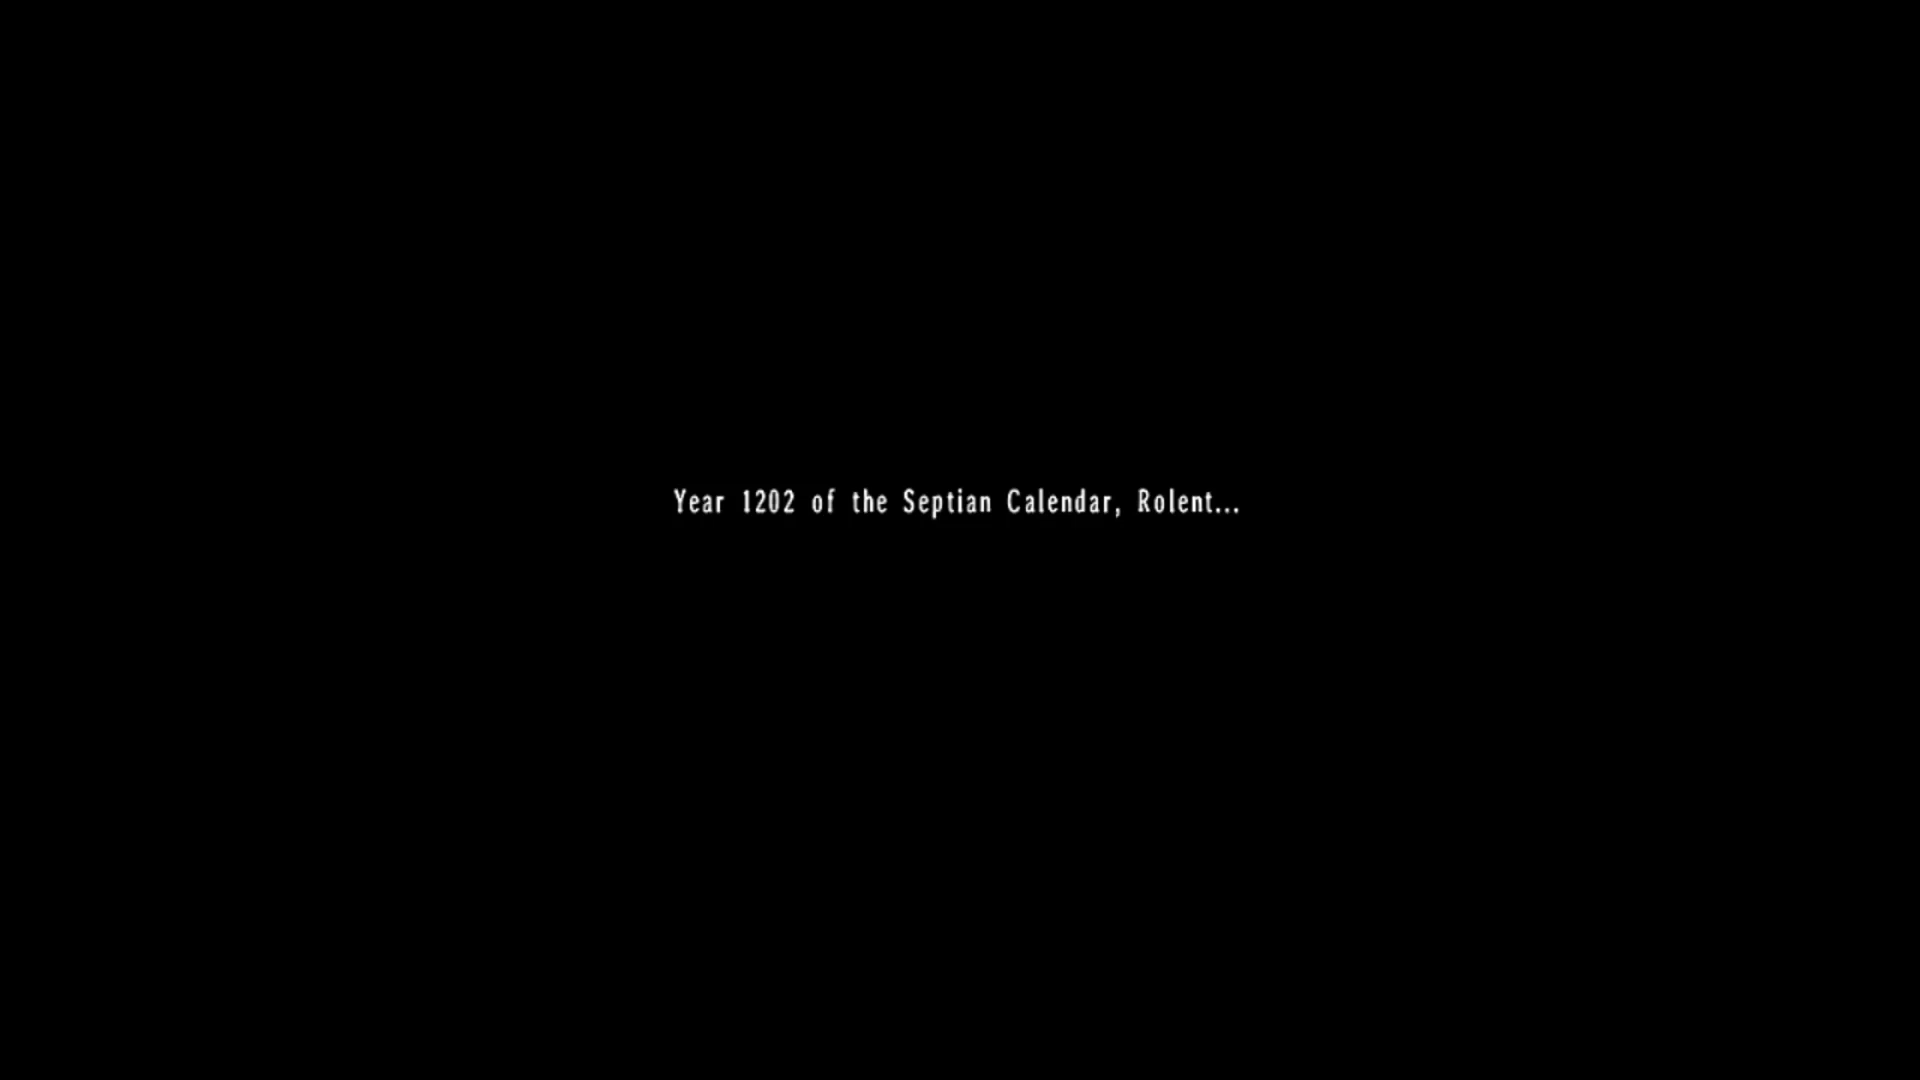 Year 1202 of the Septian Calendar, Rolent...